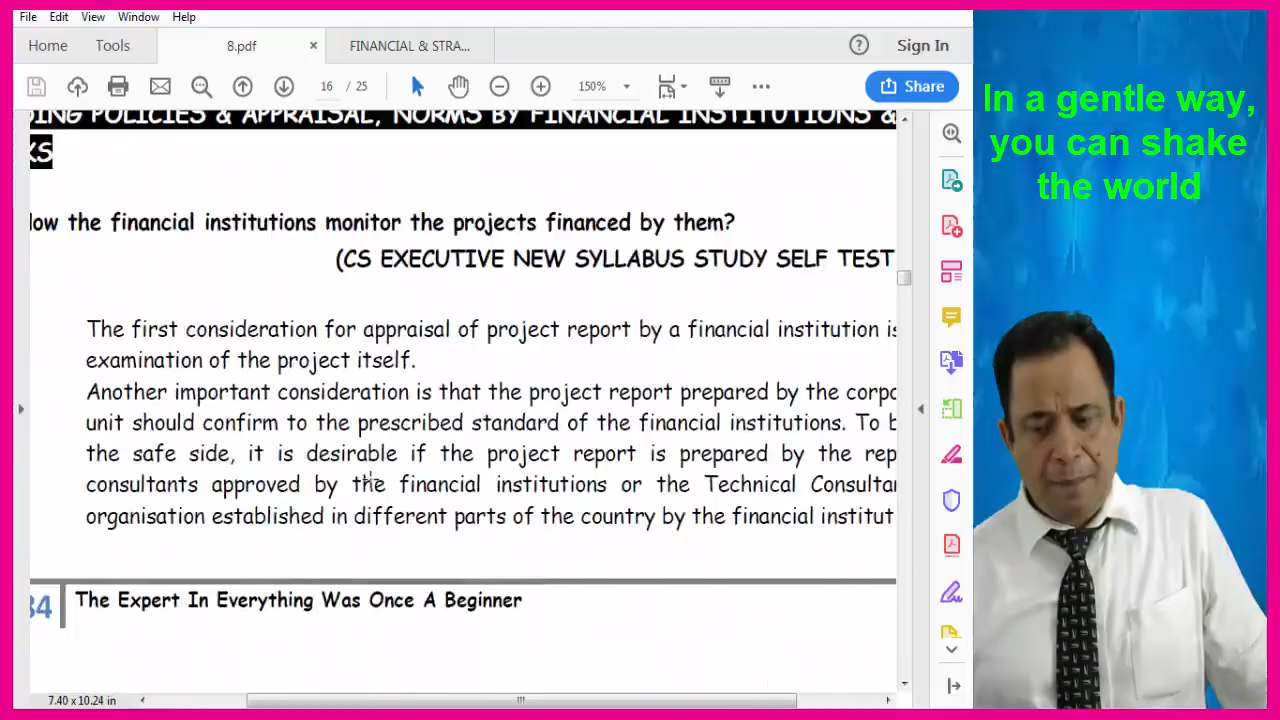 File Edit View Window Help
Home Tools 8.pdf × FINANCIAL & STRA... ? Sign In
16 / 25 150% ... Share
POLICIES & APPRAISAL, NORMS BY FINANCIAL INSTITUTIONS &
the financial institutions monitor the projects financed by them?
(CS EXECUTIVE NEW SYLLABUS STUDY SELF TEST
The first consideration for appraisal of project report by a financial institution is
examination of the project itself.
Another important consideration is that the project report prepared by the
unit should confirm to the prescribed standard of the financial institutions. To
the safe side, it is desirable if the project report is prepared by the
consultants approved by the financial institutions or the Technical
organisation established in different parts of the country by the financial
34 The Expert In Everything Was Once A Beginner
7.40 x 10.24 in
In a gentle way,
you can shake
the world